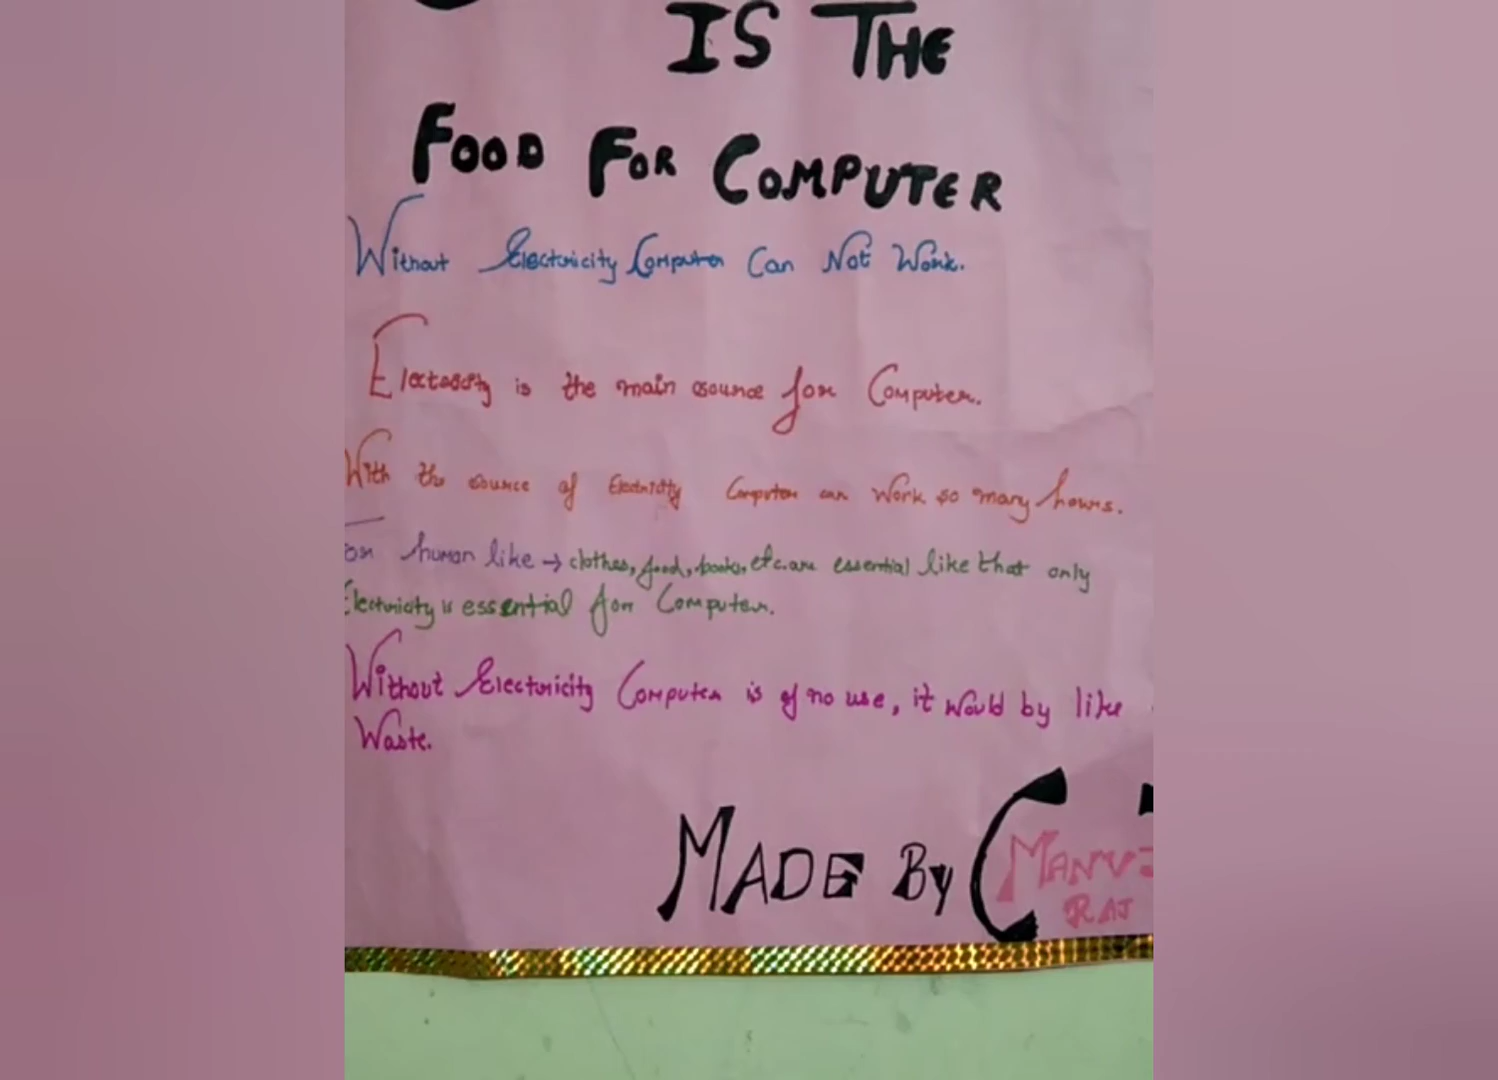 IS THE
FOOD FOR COMPUTER
Without Electricity Computer Can Not Work.
Electricity is the main source for Computer.
With the source of Electricity Computer can work so many hours.
For human like → clothes, food, books, etc. are essential like that only
Electricity is essential for Computer.
Without Electricity Computer is of no use, it would by like
Waste.
MADE BY MANVI
RAJ